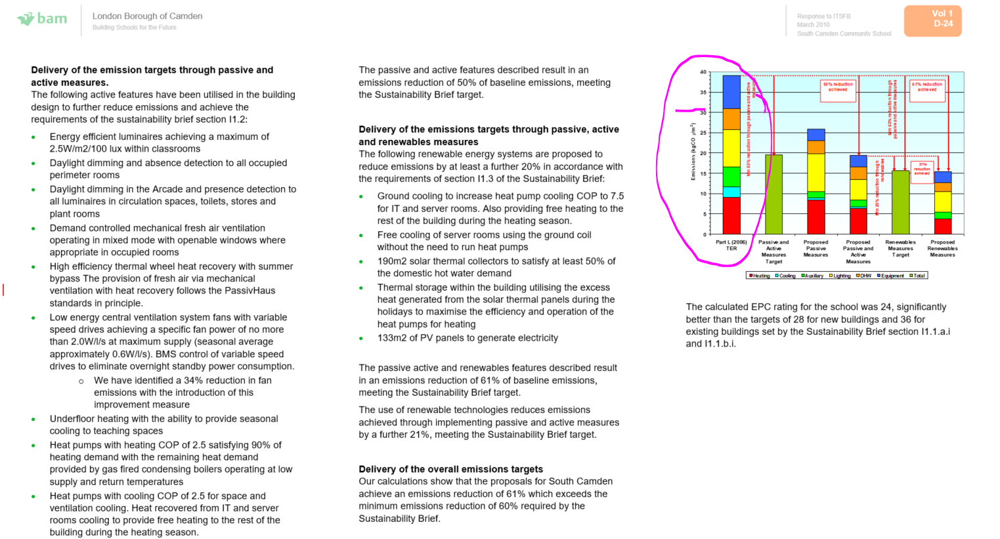 bam
London Borough of Camden
Building Schools for the Future
Response to ITSFB
March 2010
South Camden Community School
Vol 1
D-24
Delivery of the emission targets through passive and
active measures.
The following active features have been utilised in the building
design to further reduce emissions and achieve the
requirements of the sustainability brief section I1.2:
• Energy efficient luminaires achieving a maximum of
2.5W/m2/100 lux within classrooms
• Daylight dimming and absence detection to all occupied
perimeter rooms
• Daylight dimming in the Arcade and presence detection to
all luminaires in circulation spaces, toilets, stores and
plant rooms
• Demand controlled mechanical fresh air ventilation
operating in mixed mode with openable windows where
appropriate in occupied rooms
• High efficiency thermal wheel heat recovery with summer
bypass The provision of fresh air via mechanical
ventilation with heat recovery follows the PassivHaus
standards in principle.
• Low energy central ventilation system fans with variable
speed drives achieving a specific fan power of no more
than 2.0W/l/s at maximum supply (seasonal average
approximately 0.6W/l/s). BMS control of variable speed
drives to eliminate overnight standby power consumption.
o We have identified a 34% reduction in fan
emissions with the introduction of this
improvement measure
• Underfloor heating with the ability to provide seasonal
cooling to teaching spaces
• Heat pumps with heating COP of 2.5 satisfying 90% of
heating demand with the remaining heat demand
provided by gas fired condensing boilers operating at low
supply and return temperatures
• Heat pumps with cooling COP of 2.5 for space and
ventilation cooling. Heat recovered from IT and server
rooms cooling to provide free heating to the rest of the
building during the heating season.
The passive and active features described result in an
emissions reduction of 50% of baseline emissions, meeting
the Sustainability Brief target.
Delivery of the emissions targets through passive, active
and renewables measures
The following renewable energy systems are proposed to
reduce emissions by at least a further 20% in accordance with
the requirements of section I1.3 of the Sustainability Brief:
• Ground cooling to increase heat pump cooling COP to 7.5
for IT and server rooms. Also providing free heating to the
rest of the building during the heating season.
• Free cooling of server rooms using the ground coil
without the need to run heat pumps
• 190m2 solar thermal collectors to satisfy at least 50% of
the domestic hot water demand
• Thermal storage within the building utilising the excess
heat generated from the solar thermal panels during the
holidays to maximise the efficiency and operation of the
heat pumps for heating
• 133m2 of PV panels to generate electricity
The passive active and renewables features described result
in an emissions reduction of 61% of baseline emissions,
meeting the Sustainability Brief target.
The use of renewable technologies reduces emissions
achieved through implementing passive and active measures
by a further 21%, meeting the Sustainability Brief target.
Delivery of the overall emissions targets
Our calculations show that the proposals for South Camden
achieve an emissions reduction of 61% which exceeds the
minimum emissions reduction of 60% required by the
Sustainability Brief.
Emissions (kgCO2/m²)
40
35
30
25
20
15
10
5
0
Min 50% reduction through passive and active
measures
50% reduction
achieved
Min 20% reduction through
renewables
Min 60% reduction through
passive and active measures
61% reduction
achieved
21%
reduction
achieved
Part L (2006)
TER
Passive and
Active
Measures
Target
Proposed
Passive
Measures
Proposed
Passive and
Active
Measures
Renewables
Measures
Target
Proposed
Renewables
Measures
Heating Cooling Auxiliary Lighting DHW Equipment Total
The calculated EPC rating for the school was 24, significantly
better than the targets of 28 for new buildings and 36 for
existing buildings set by the Sustainability Brief section I1.1.a.i
and I1.1.b.i.